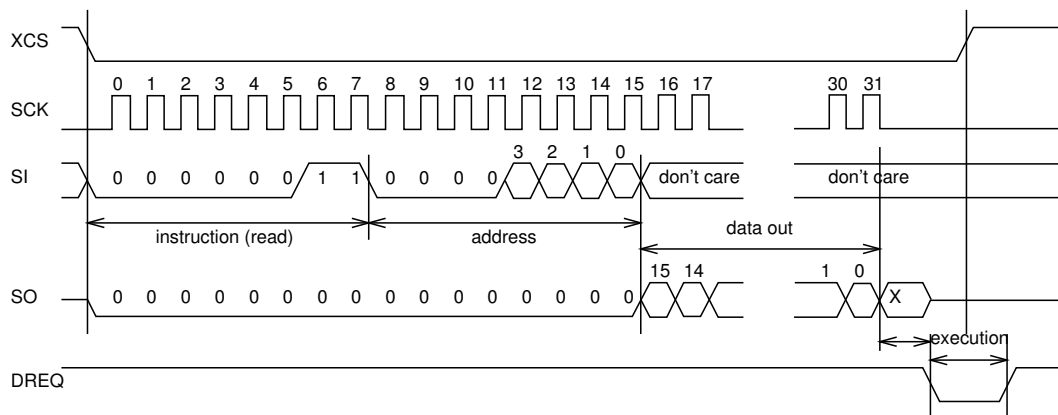 XCS
0 1 2 3 4 5 6 7 8 9 10 11 12 13 14 15 16 17 30 31
SCK
3 2 1 0
SI 0 0 0 0 0 0 1 1 0 0 0 0 don't care don't care
instruction (read) address data out
15 14 1 0
SO 0 0 0 0 0 0 0 0 0 0 0 0 0 0 0 0 X
execution
DREQ